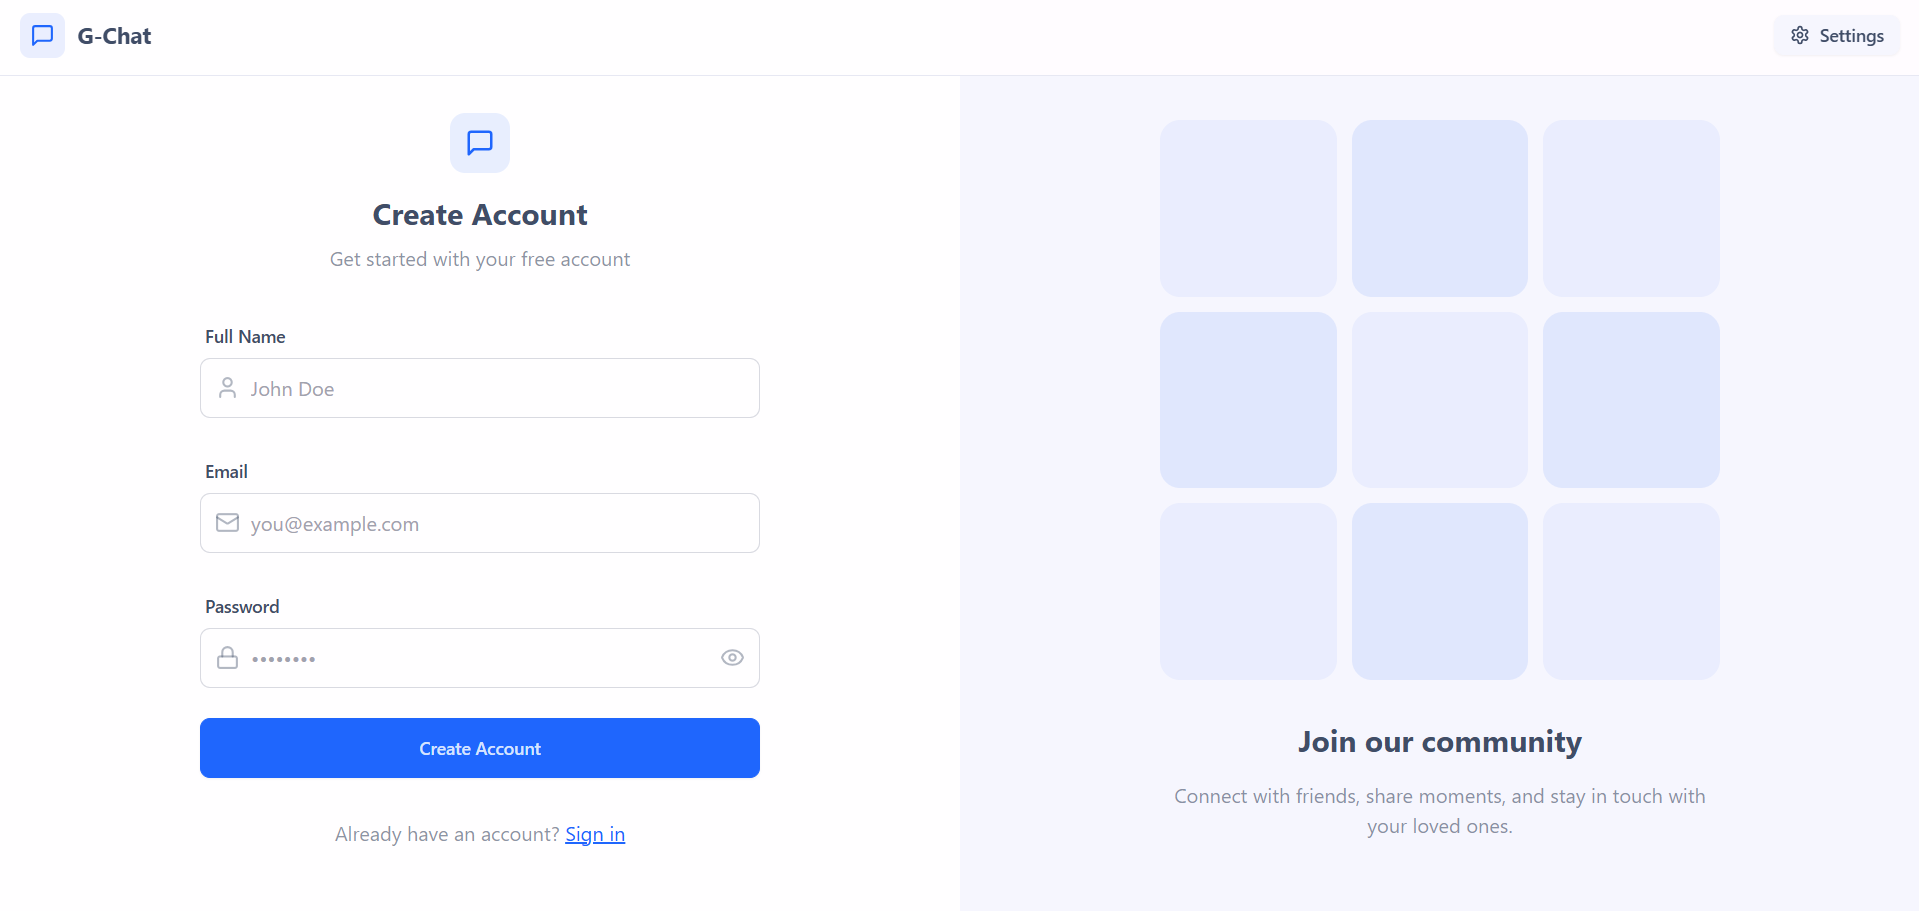 G-Chat
Settings
Create Account
Get started with your free account
Full Name
John Doe
Email
you@example.com
Password
••••••••
Create Account
Already have an account? Sign in
Join our community
Connect with friends, share moments, and stay in touch with
your loved ones.